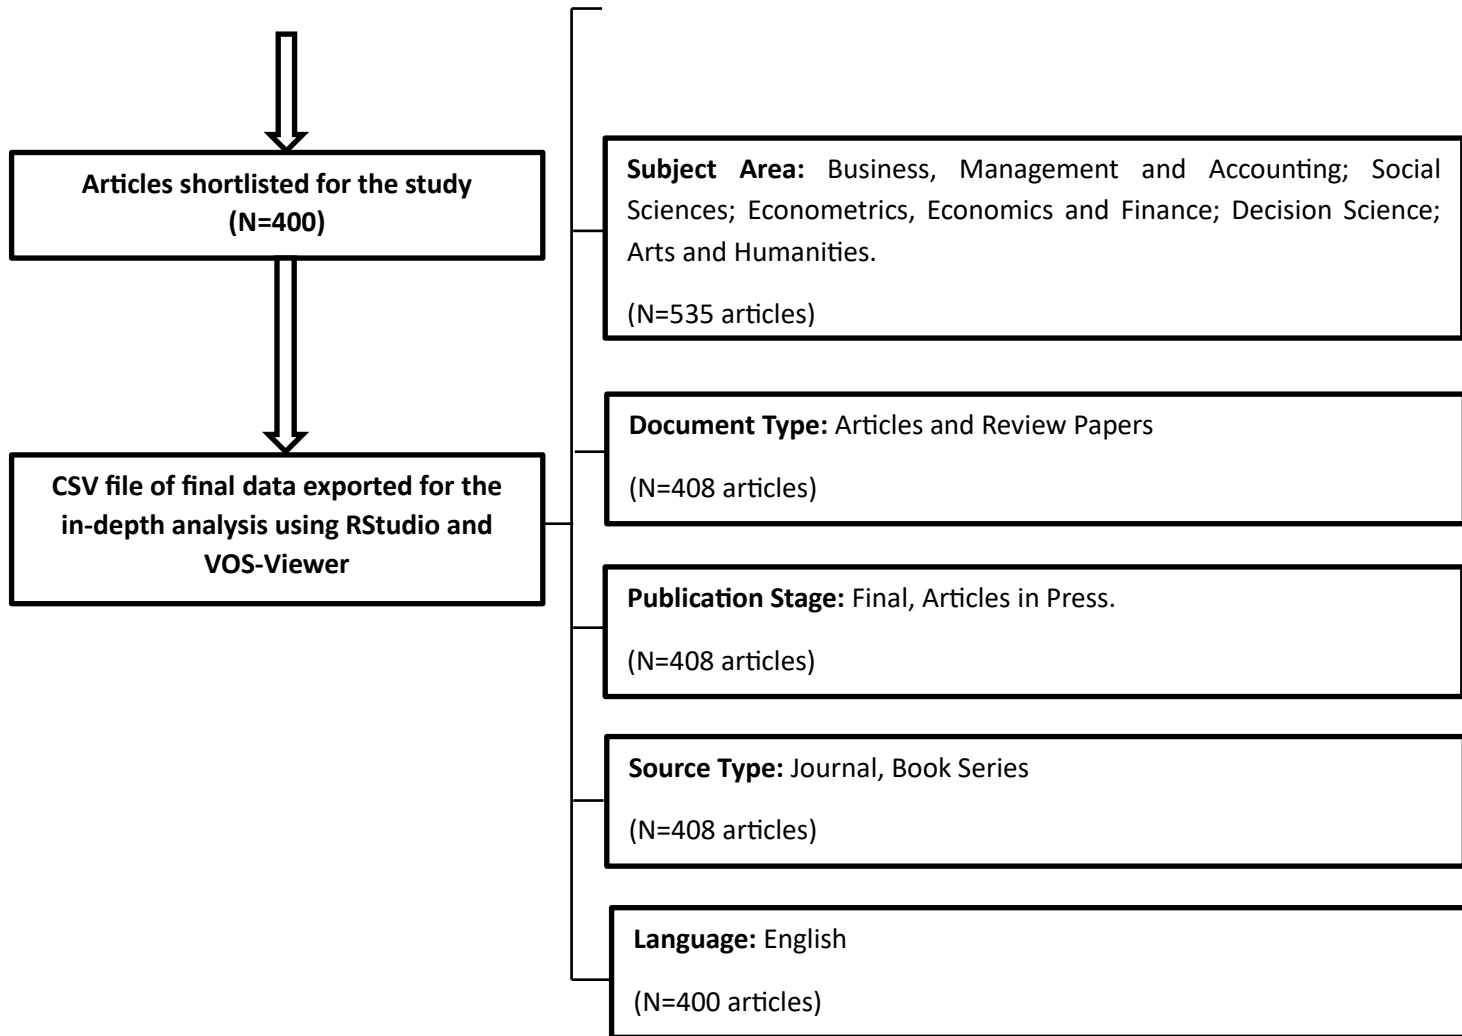 Articles shortlisted for the study
(N=400)
CSV file of final data exported for the
in-depth analysis using RStudio and
VOS-Viewer
Subject Area: Business, Management and Accounting; Social
Sciences; Econometrics, Economics and Finance; Decision Science;
Arts and Humanities.
(N=535 articles)
Document Type: Articles and Review Papers
(N=408 articles)
Publication Stage: Final, Articles in Press.
(N=408 articles)
Source Type: Journal, Book Series
(N=408 articles)
Language: English
(N=400 articles)